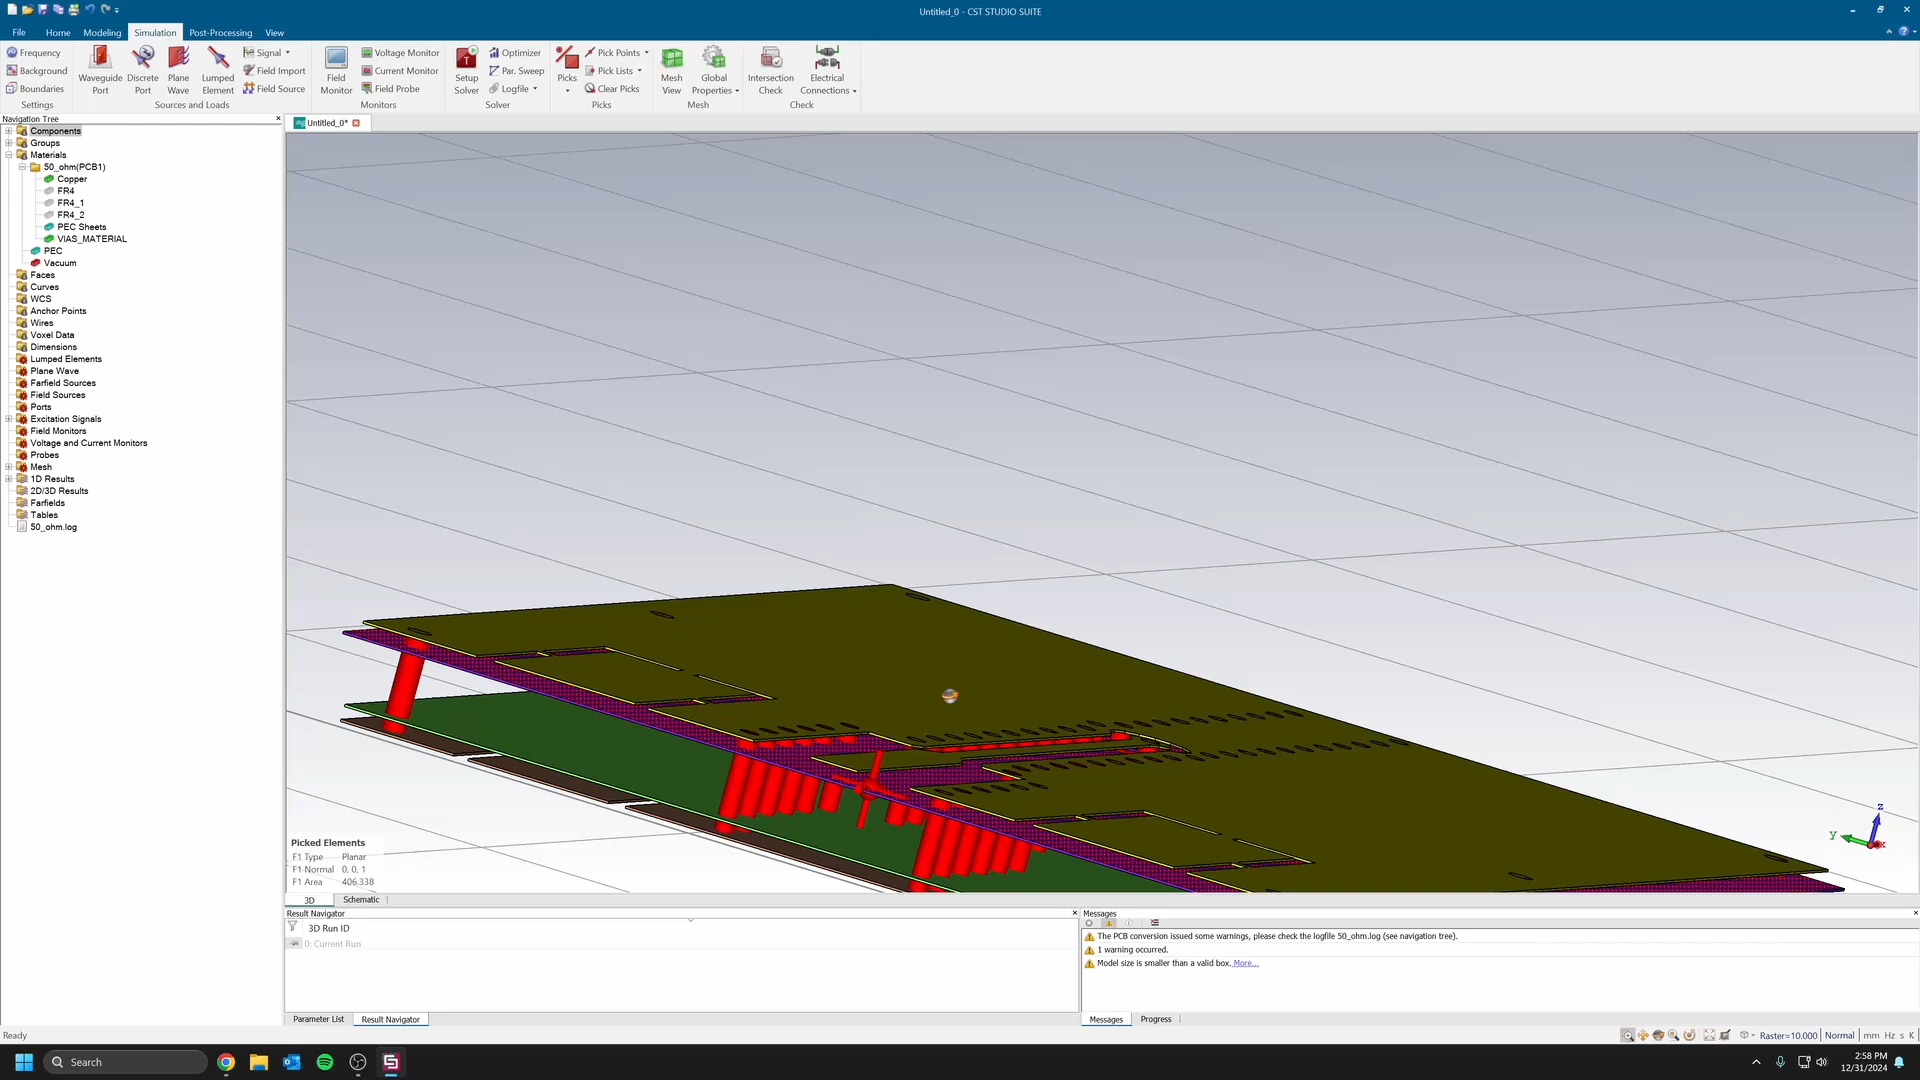 Untitled_0 - CST STUDIO SUITE
File Home Modeling Simulation Post-Processing View
Frequency
Background
Boundaries
Settings
Waveguide Port
Discrete Port
Plane Wave
Lumped Element
Signal
Field Import
Field Source
Sources and Loads
Field Monitor
Voltage Monitor
Current Monitor
Field Probe
Monitors
Setup Solver
Optimizer
Par. Sweep
Logfile
Solver
Picks
Pick Points
Pick Lists
Clear Picks
Picks
Mesh View
Global Properties
Mesh
Intersection Check
Electrical Connections
Check
Navigation Tree
Untitled_0*
Components
Groups
Materials
50_ohm(PCB1)
Copper
FR4
FR4_1
FR4_2
PEC Sheets
VIAS_MATERIAL
PEC
Vacuum
Faces
Curves
WCS
Anchor Points
Wires
Voxel Data
Dimensions
Lumped Elements
Plane Wave
Farfield Sources
Field Sources
Ports
Excitation Signals
Field Monitors
Voltage and Current Monitors
Probes
Mesh
1D Results
2D/3D Results
Farfields
Tables
50_ohm.log
z
Y
x
Picked Elements
F1 Type Planar
F1 Normal 0, 0, 1
F1 Area 406.338
3D Schematic
Result Navigator
3D Run ID
0: Current Run
Parameter List Result Navigator
Messages
The PCB conversion issued some warnings, please check the logfile 50_ohm.log (see navigation tree).
1 warning occurred.
Model size is smaller than a valid box. More...
Messages Progress
Ready
Raster=10.000 Normal mm Hz s K
Search
2:58 PM
12/31/2024